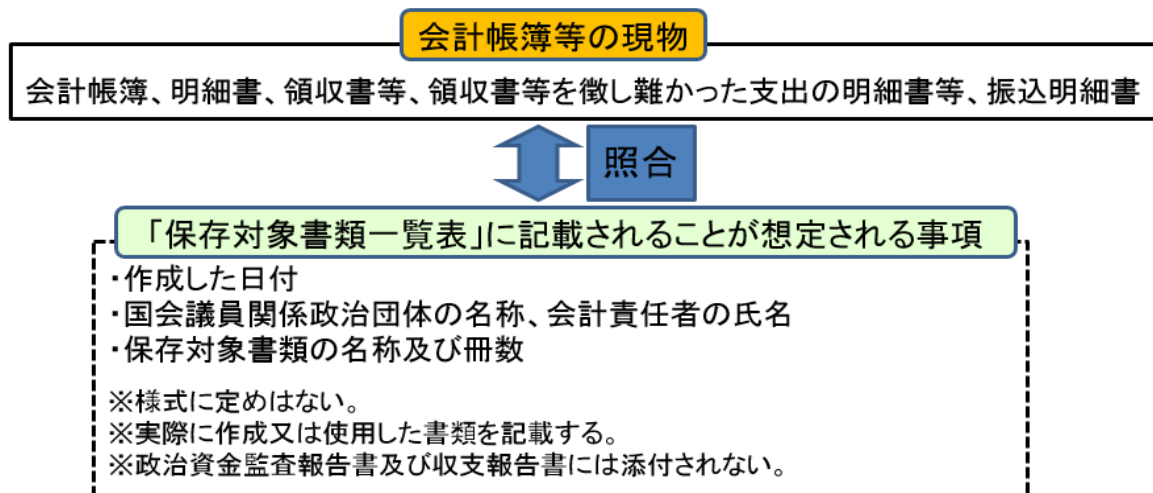 会計帳簿等の現物
会計帳簿、明細書、領収書等、領収書等を徴し難かった支出の明細書等、振込明細書
照合
「保存対象書類一覧表」に記載されることが想定される事項
・作成した日付
・国会議員関係政治団体の名称、会計責任者の氏名
・保存対象書類の名称及び冊数
※様式に定めはない。
※実際に作成又は使用した書類を記載する。
※政治資金監査報告書及び収支報告書には添付されない。